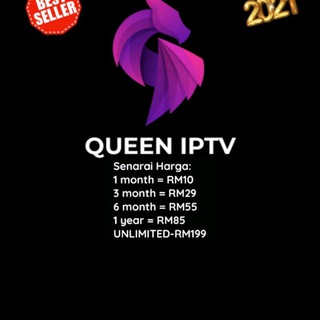 BEST
SELLER
2021
QUEEN IPTV
Senarai Harga:
1 month = RM10
3 month = RM29
6 month = RM55
1 year = RM85
UNLIMITED-RM199